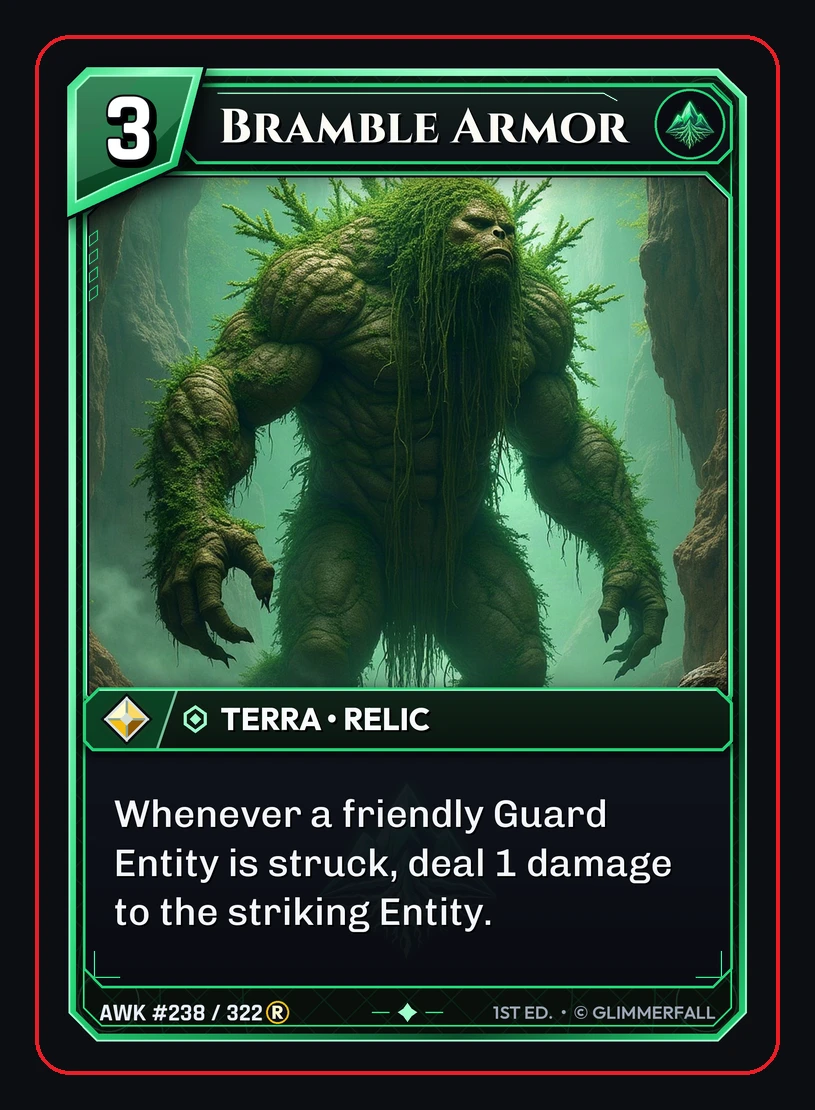 3
BRAMBLE ARMOR
TERRA • RELIC
Whenever a friendly Guard
Entity is struck, deal 1 damage
to the striking Entity.
AWK #238 / 322 R
1ST ED. • © GLIMMERFALL